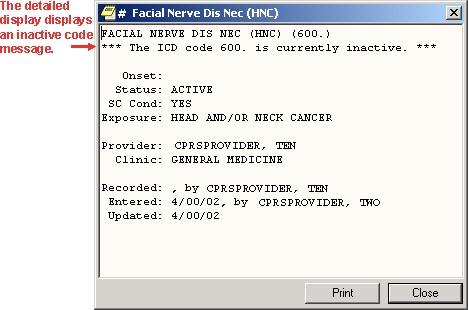 The detailed
display displays
an inactive code
message.
# Facial Nerve Dis Nec (HNC)
FACIAL NERVE DIS NEC (HNC) (600.)
*** The ICD code 600. is currently inactive. ***
Onset:
Status: ACTIVE
SC Cond: YES
Exposure: HEAD AND/OR NECK CANCER
Provider: CPRSPROVIDER, TEN
Clinic: GENERAL MEDICINE
Recorded: , by CPRSPROVIDER, TEN
Entered: 4/00/02, by CPRSPROVIDER, TWO
Updated: 4/00/02
Print
Close